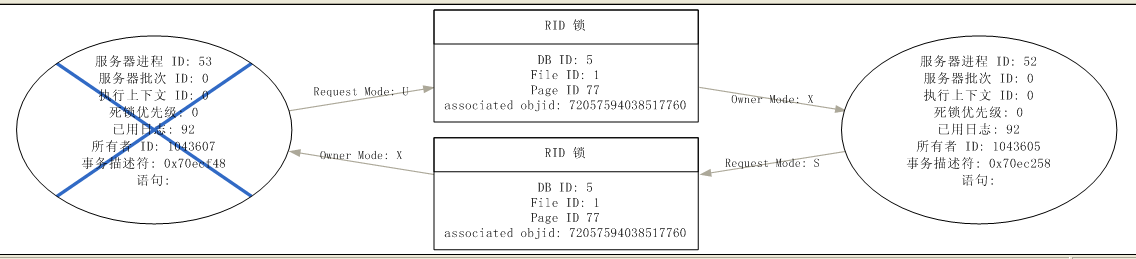 服务器进程 ID: 53
服务器批次 ID: 0
执行上下文 ID: 0
死锁优先级: 0
已用日志: 92
所有者 ID: 1043607
事务描述符: 0x70eef48
语句:
Request Mode: U
Owner Mode: X
RID 锁
DB ID: 5
File ID: 1
Page ID 77
associated objid: 72057594038517760
RID 锁
DB ID: 5
File ID: 1
Page ID 77
associated objid: 72057594038517760
Owner Mode: X
Request Mode: S
服务器进程 ID: 52
服务器批次 ID: 0
执行上下文 ID: 0
死锁优先级: 0
已用日志: 92
所有者 ID: 1043605
事务描述符: 0x70ec258
语句: